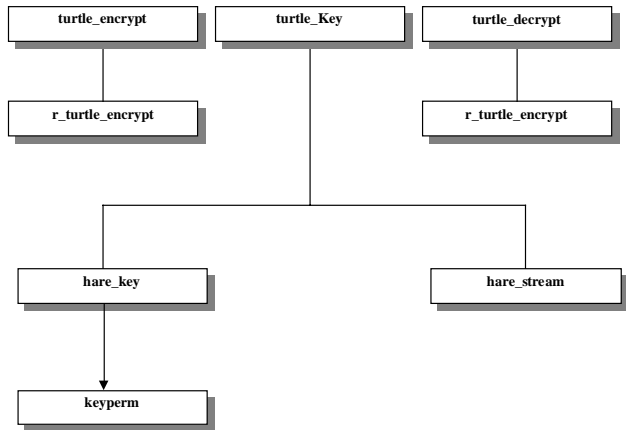 turtle_encrypt
turtle_Key
turtle_decrypt
r_turtle_encrypt
r_turtle_encrypt
hare_key
hare_stream
keyperm